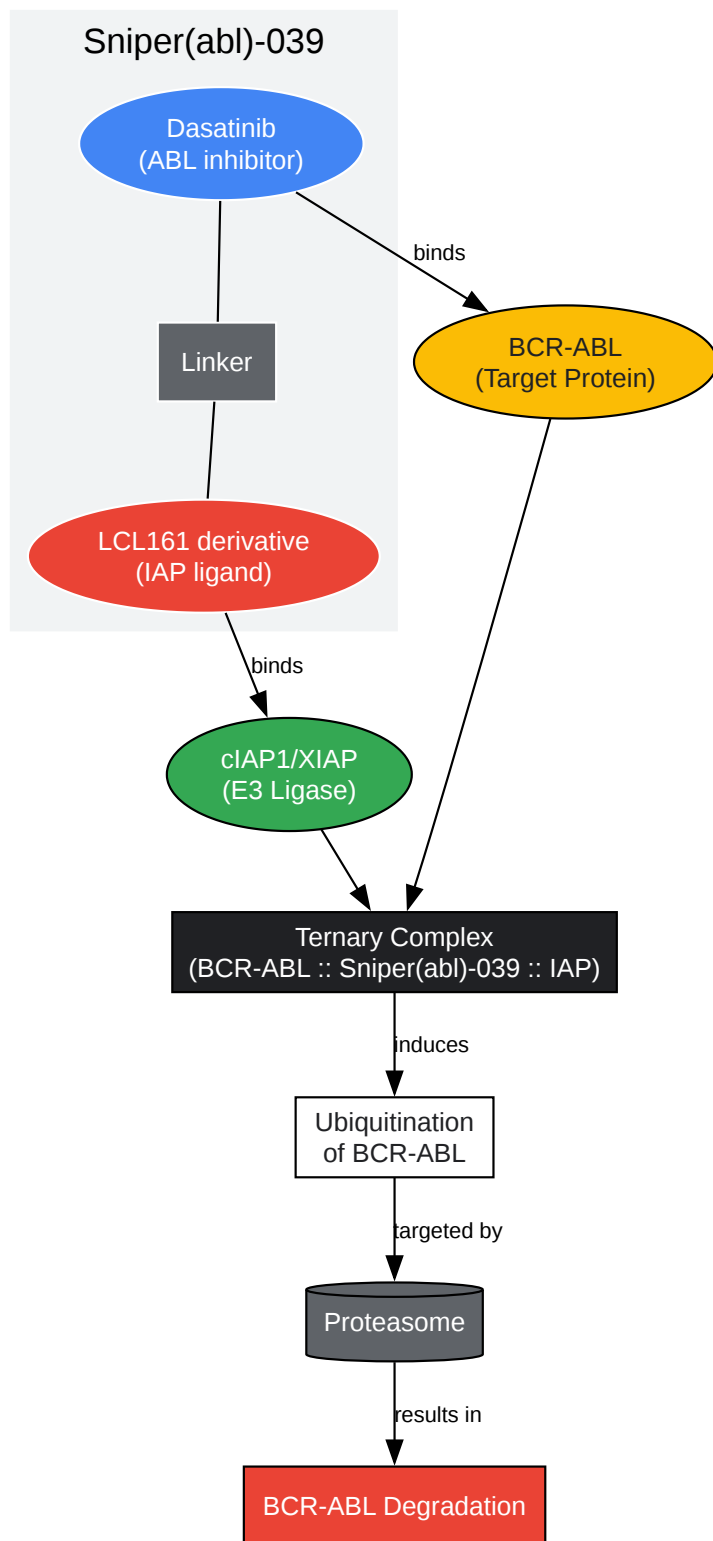 Sniper(abl)-039
Dasatinib
(ABL inhibitor)
binds
Linker
BCR-ABL
(Target Protein)
LCL161 derivative
(IAP ligand)
binds
cIAP1/XIAP
(E3 Ligase)
Ternary Complex
(BCR-ABL :: Sniper(abl)-039 :: IAP)
induces
Ubiquitination
of BCR-ABL
targeted by
Proteasome
results in
BCR-ABL Degradation